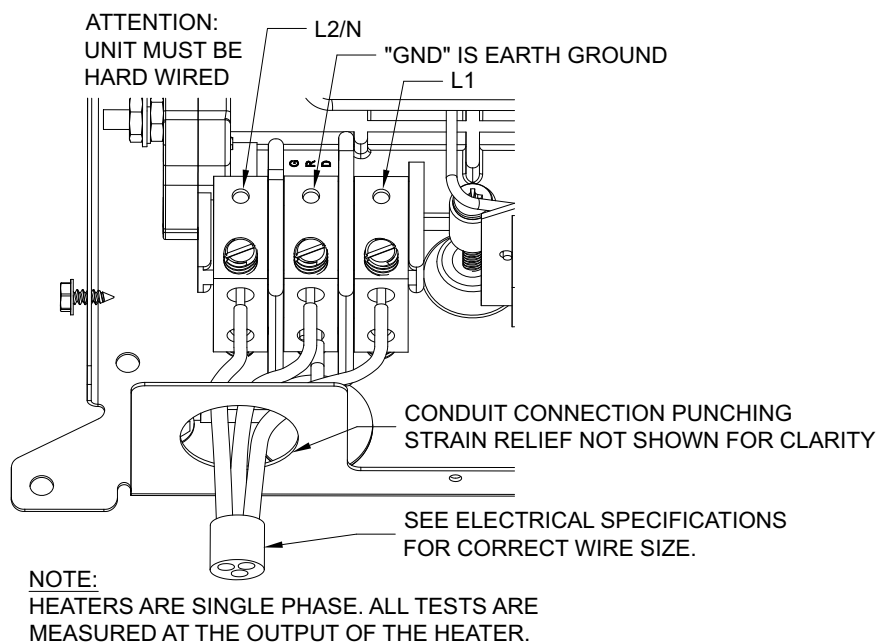 ATTENTION:
UNIT MUST BE
HARD WIRED
L2/N
"GND" IS EARTH GROUND
L1
G R D
CONDUIT CONNECTION PUNCHING
STRAIN RELIEF NOT SHOWN FOR CLARITY
SEE ELECTRICAL SPECIFICATIONS
FOR CORRECT WIRE SIZE.
NOTE:
HEATERS ARE SINGLE PHASE. ALL TESTS ARE
MEASURED AT THE OUTPUT OF THE HEATER.